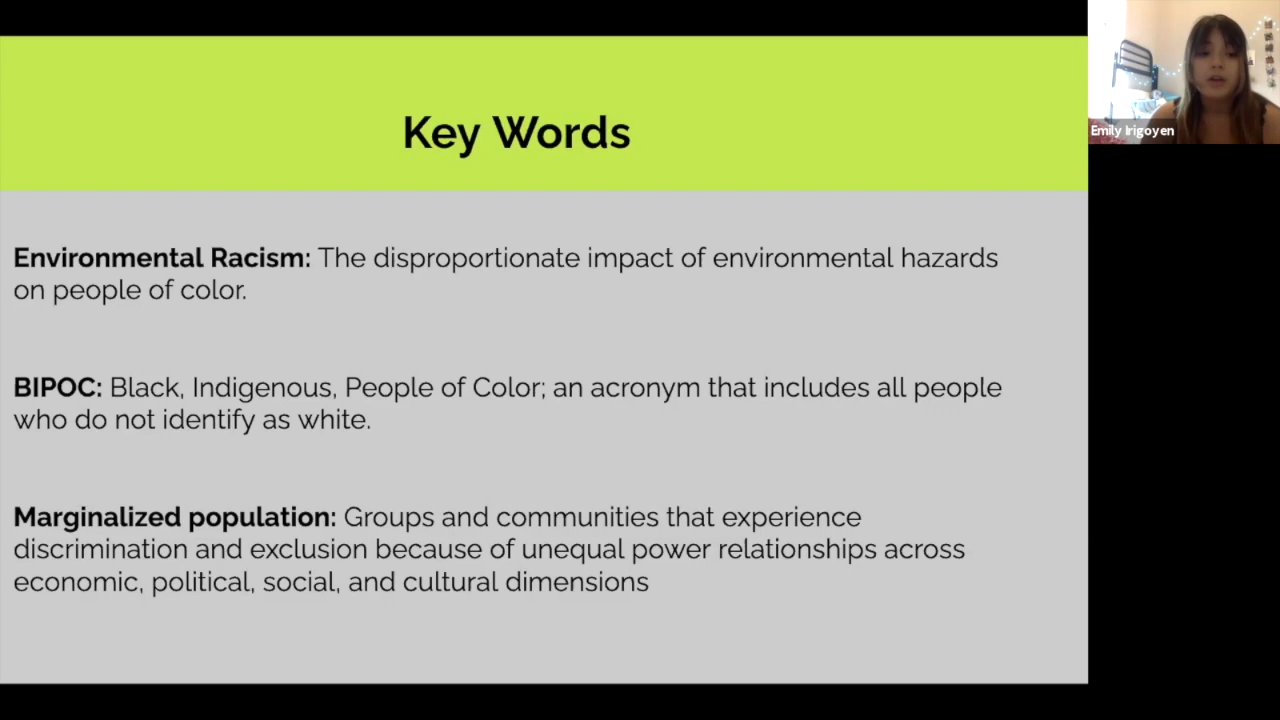 Key Words
Environmental Racism: The disproportionate impact of environmental hazards
on people of color.
BIPOC: Black, Indigenous, People of Color; an acronym that includes all people
who do not identify as white.
Marginalized population: Groups and communities that experience
discrimination and exclusion because of unequal power relationships across
economic, political, social, and cultural dimensions
Emily Irigoyen